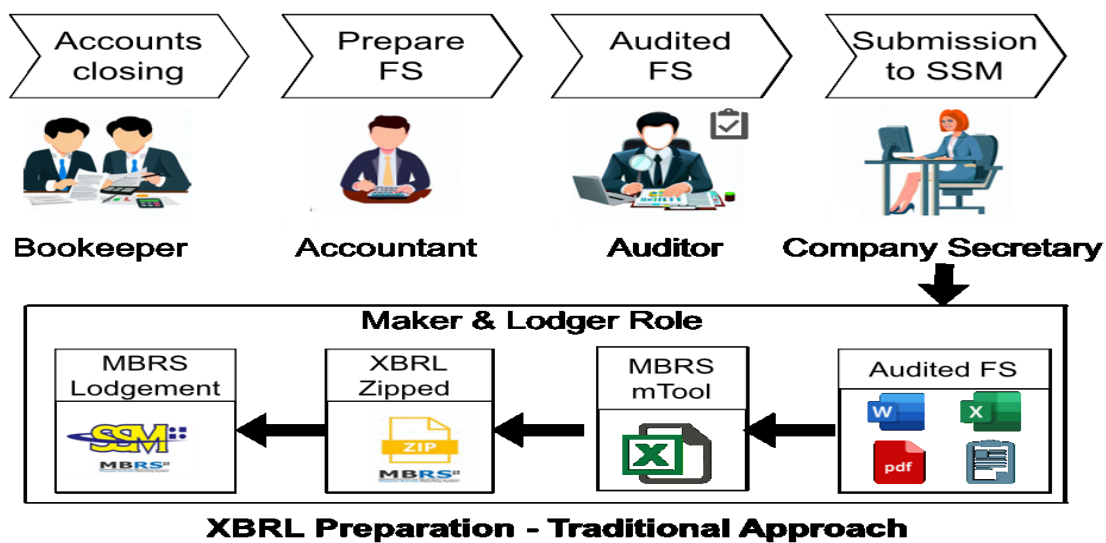 Accounts
closing
Prepare
FS
Audited
FS
Submission
to SSM
Bookeeper
Accountant
Auditor
Company Secretary
Maker & Lodger Role
MBRS
Lodgement
XBRL
Zipped
MBRS
mTool
Audited FS
SSM
MBRS
ZIP
MBRS
W
X
pdf
X
XBRL Preparation - Traditional Approach